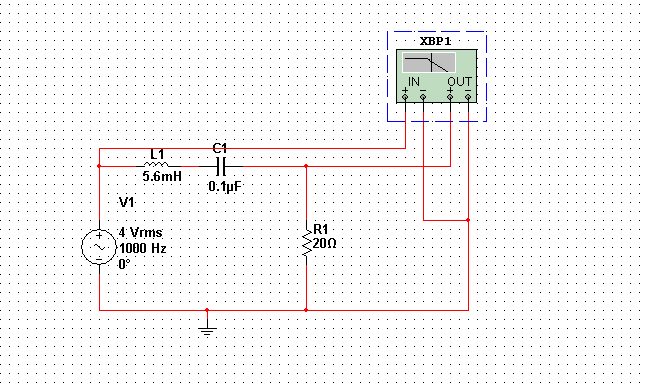 XBP1
IN OUT
+ − + −
L1
C1
5.6mH
0.1µF
V1
+
4 Vrms
1000 Hz
−
0°
R1
20Ω